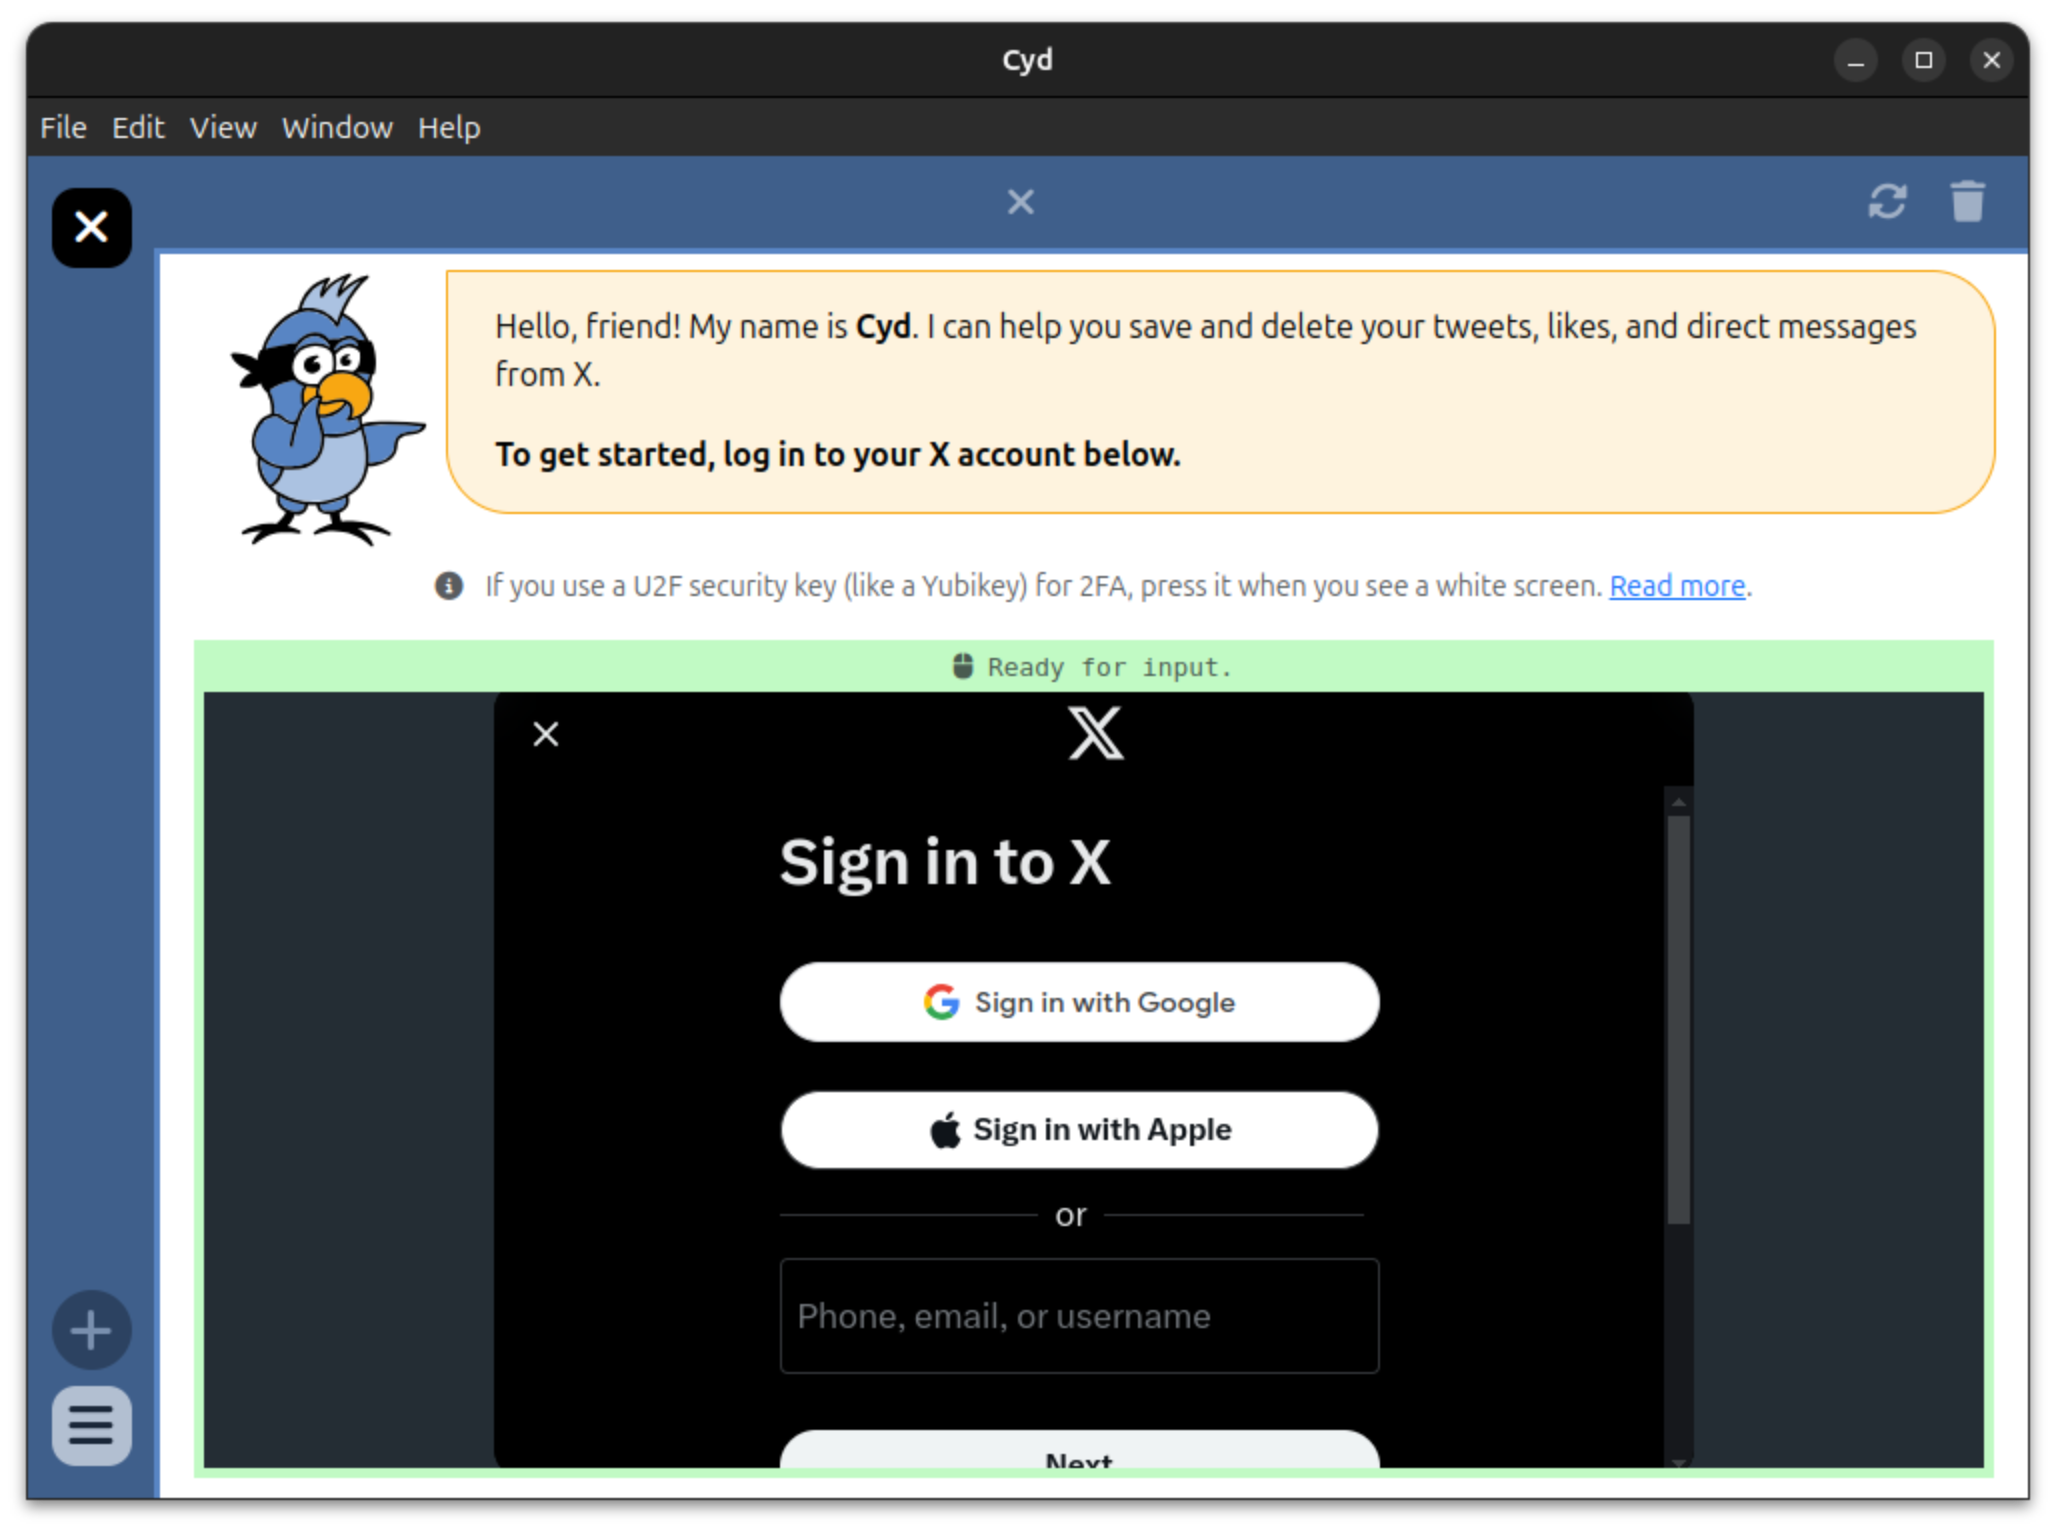 Cyd
File Edit View Window Help
Hello, friend! My name is Cyd. I can help you save and delete your tweets, likes, and direct messages
from X.
To get started, log in to your X account below.
If you use a U2F security key (like a Yubikey) for 2FA, press it when you see a white screen. Read more.
Ready for input.
Sign in to X
Sign in with Google
Sign in with Apple
or
Phone, email, or username
Next